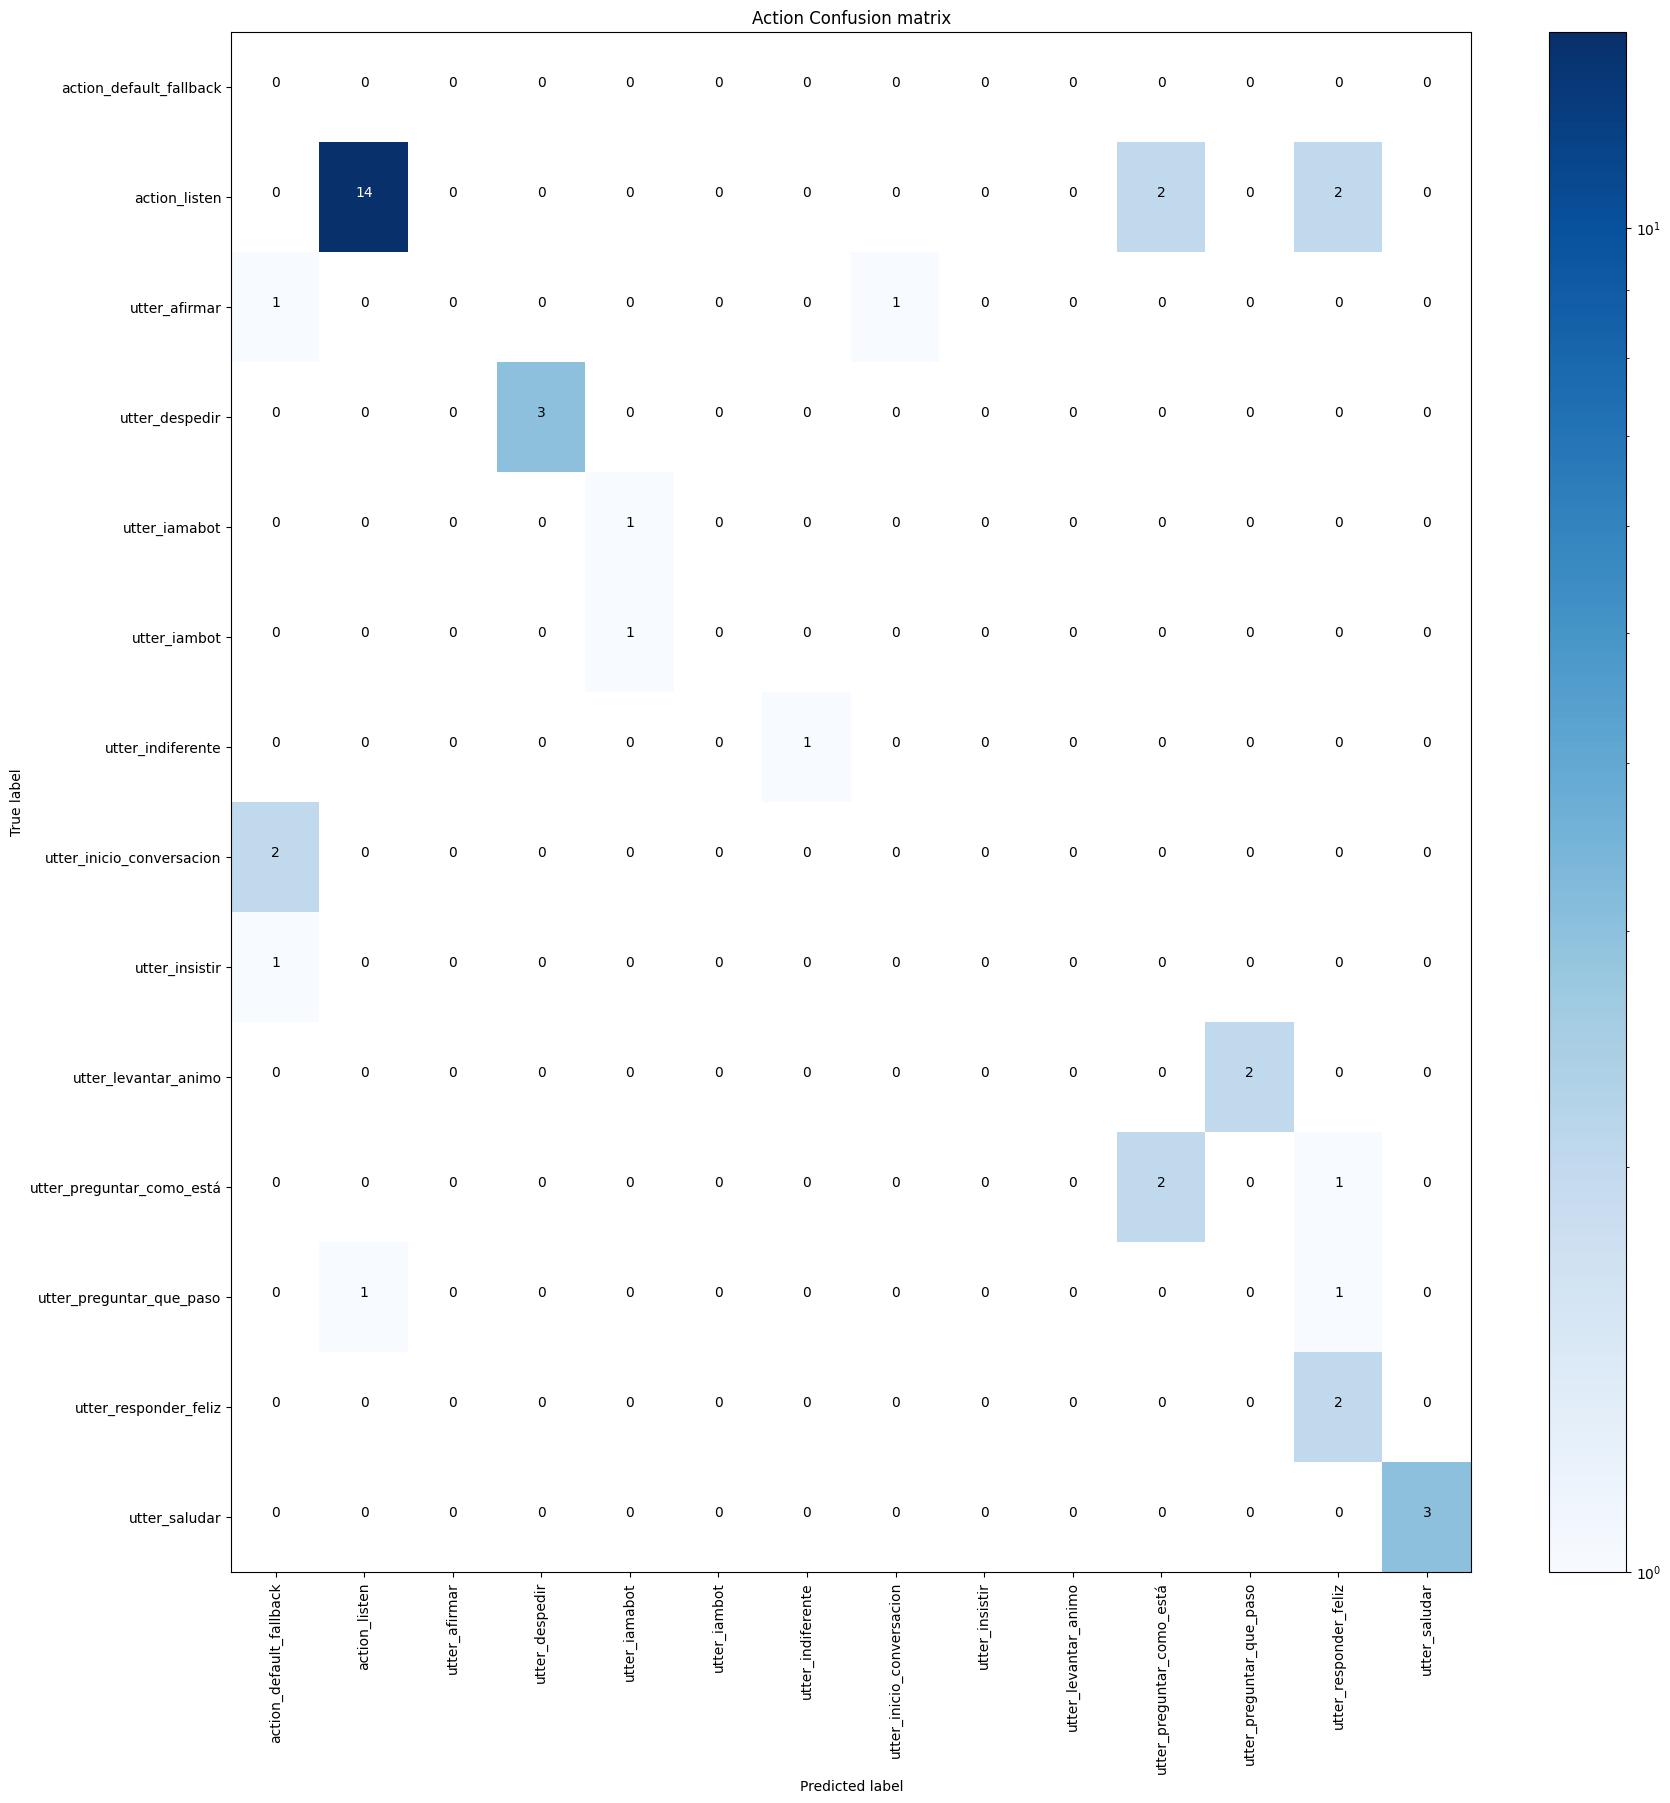 Action Confusion matrix
action_default_fallback 0 0 0 0 0 0 0 0 0 0 0 0 0 0
action_listen 0 14 0 0 0 0 0 0 0 0 2 0 2 0
10^1
utter_afirmar 1 0 0 0 0 0 0 1 0 0 0 0 0 0
utter_despedir 0 0 0 3 0 0 0 0 0 0 0 0 0 0
utter_iamabot 0 0 0 0 1 0 0 0 0 0 0 0 0 0
utter_iambot 0 0 0 0 1 0 0 0 0 0 0 0 0 0
utter_indiferente 0 0 0 0 0 0 1 0 0 0 0 0 0 0
True label
utter_inicio_conversacion 2 0 0 0 0 0 0 0 0 0 0 0 0 0
utter_insistir 1 0 0 0 0 0 0 0 0 0 0 0 0 0
utter_levantar_animo 0 0 0 0 0 0 0 0 0 0 0 2 0 0
utter_preguntar_como_está 0 0 0 0 0 0 0 0 0 0 2 0 1 0
utter_preguntar_que_paso 0 1 0 0 0 0 0 0 0 0 0 0 1 0
utter_responder_feliz 0 0 0 0 0 0 0 0 0 0 0 0 2 0
utter_saludar 0 0 0 0 0 0 0 0 0 0 0 0 0 3
10^0
action_default_fallback
action_listen
utter_afirmar
utter_despedir
utter_iamabot
utter_iambot
utter_indiferente
utter_inicio_conversacion
utter_insistir
utter_levantar_animo
utter_preguntar_como_está
utter_preguntar_que_paso
utter_responder_feliz
utter_saludar
Predicted label